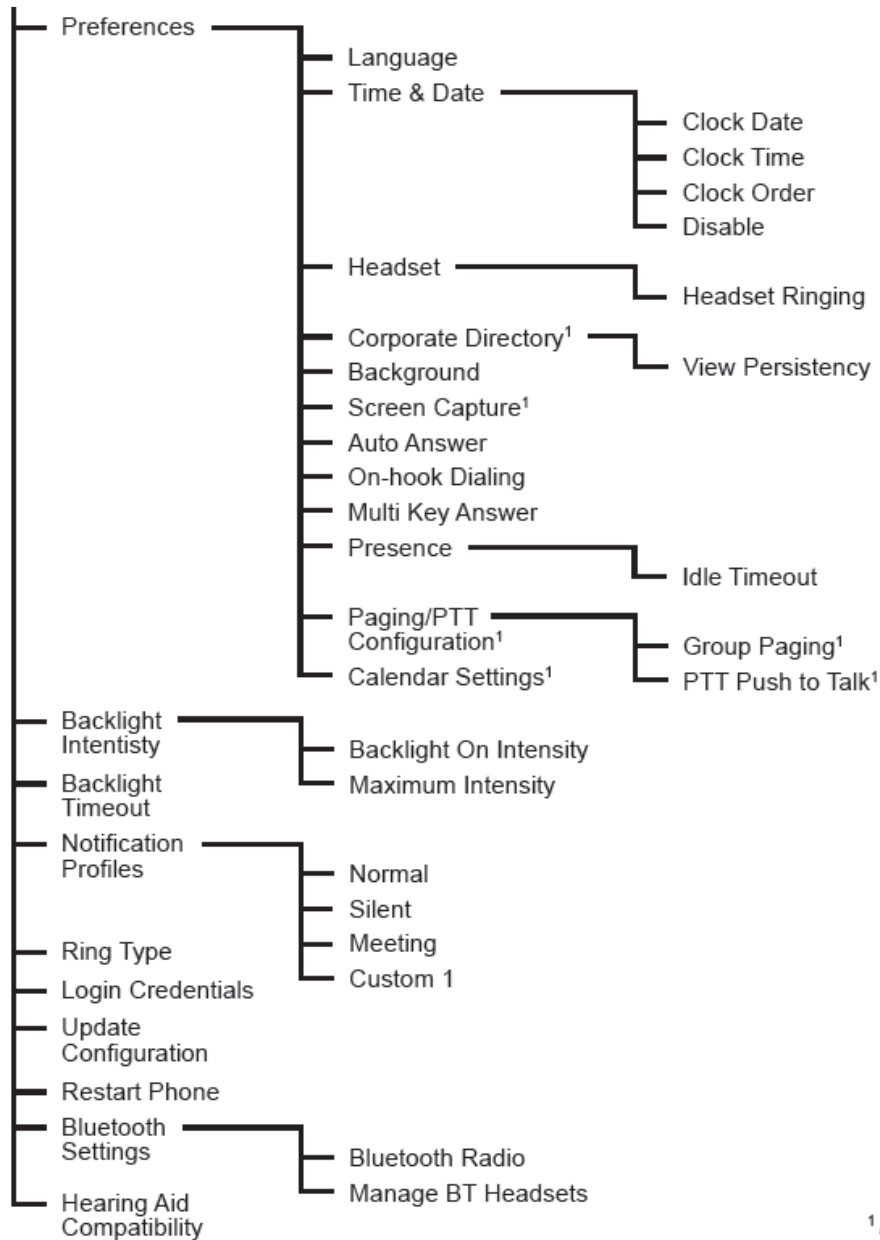 Preferences
Language
Time & Date
Clock Date
Clock Time
Clock Order
Disable
Headset
Headset Ringing
Corporate Directory¹
View Persistency
Background
Screen Capture¹
Auto Answer
On-hook Dialing
Multi Key Answer
Presence
Idle Timeout
Paging/PTT
Configuration¹
Group Paging¹
PTT Push to Talk¹
Calendar Settings¹
Backlight
Intentisty
Backlight On Intensity
Maximum Intensity
Backlight
Timeout
Notification
Profiles
Normal
Silent
Meeting
Custom 1
Ring Type
Login Credentials
Update
Configuration
Restart Phone
Bluetooth
Settings
Bluetooth Radio
Manage BT Headsets
Hearing Aid
Compatibility
¹